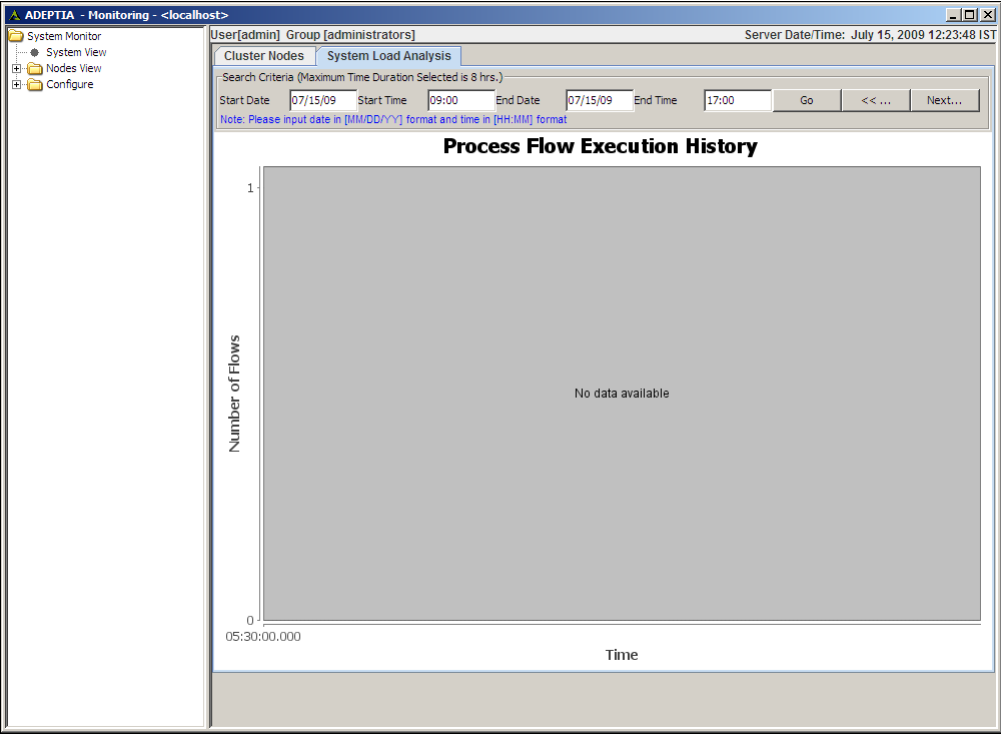 ADEPTIA - Monitoring - <localhost>
System Monitor
System View
Nodes View
Configure
User[admin] Group [administrators]
Server Date/Time: July 15, 2009 12:23:48 IST
Cluster Nodes System Load Analysis
Search Criteria (Maximum Time Duration Selected is 8 hrs.)
Start Date 07/15/09 Start Time 09:00 End Date 07/15/09 End Time 17:00 Go << ... Next...
Note: Please input date in [MM/DD/YY] format and time in [HH:MM] format
Process Flow Execution History
1
Number of Flows
No data available
0
05:30:00.000
Time